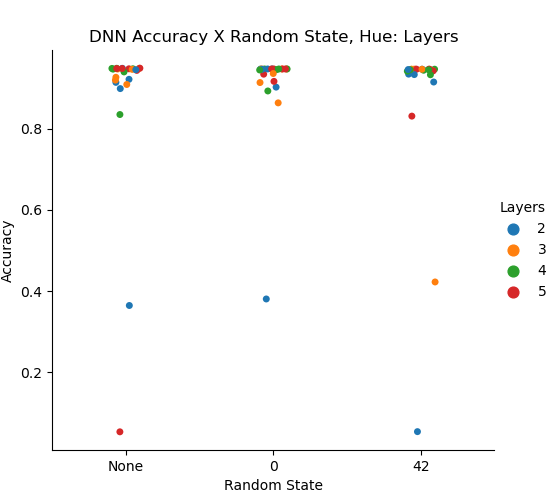 DNN Accuracy X Random State, Hue: Layers
Accuracy
0.8
0.6
0.4
0.2
None
0
42
Random State
Layers
2
3
4
5